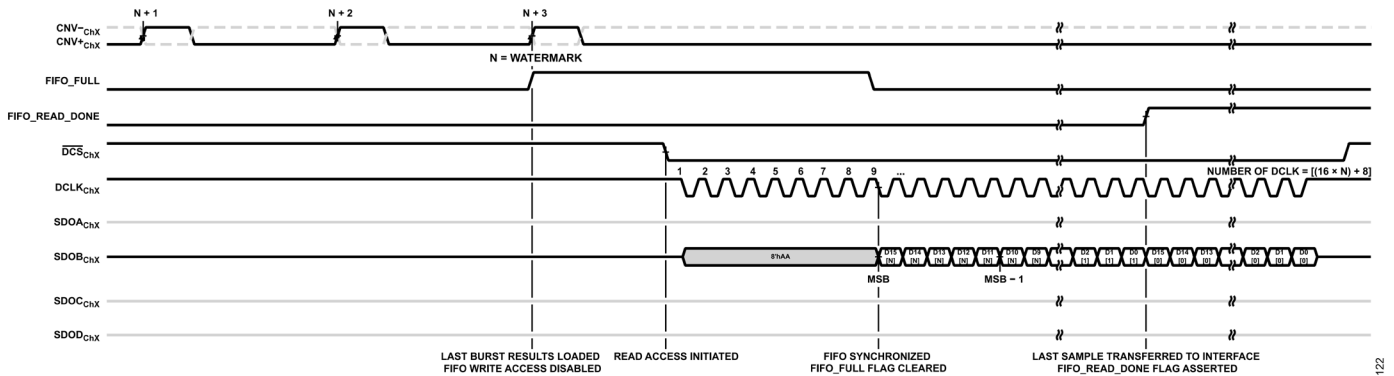 N + 1 N + 2 N + 3
CNV−ChX
CNV+ChX
N = WATERMARK
FIFO_FULL
FIFO_READ_DONE
DCSChX
1 2 3 4 5 6 7 8 9 ... NUMBER OF DCLK = [(16 × N) + 8]
DCLKChX
SDOAChX
D15 D14 D13 D12 D11 D10 D9 D2 D1 D0 D15 D14 D13 D2 D1 D0
SDOBChX 8'hAA
[N] [N] [N] [N] [N] [N] [N] [1] [1] [1] [0] [0] [0] [0] [0] [0]
MSB MSB − 1
SDOCChX
SDODChX
LAST BURST RESULTS LOADED READ ACCESS INITIATED FIFO SYNCHRONIZED LAST SAMPLE TRANSFERRED TO INTERFACE
FIFO WRITE ACCESS DISABLED FIFO_FULL FLAG CLEARED FIFO_READ_DONE FLAG ASSERTED
122